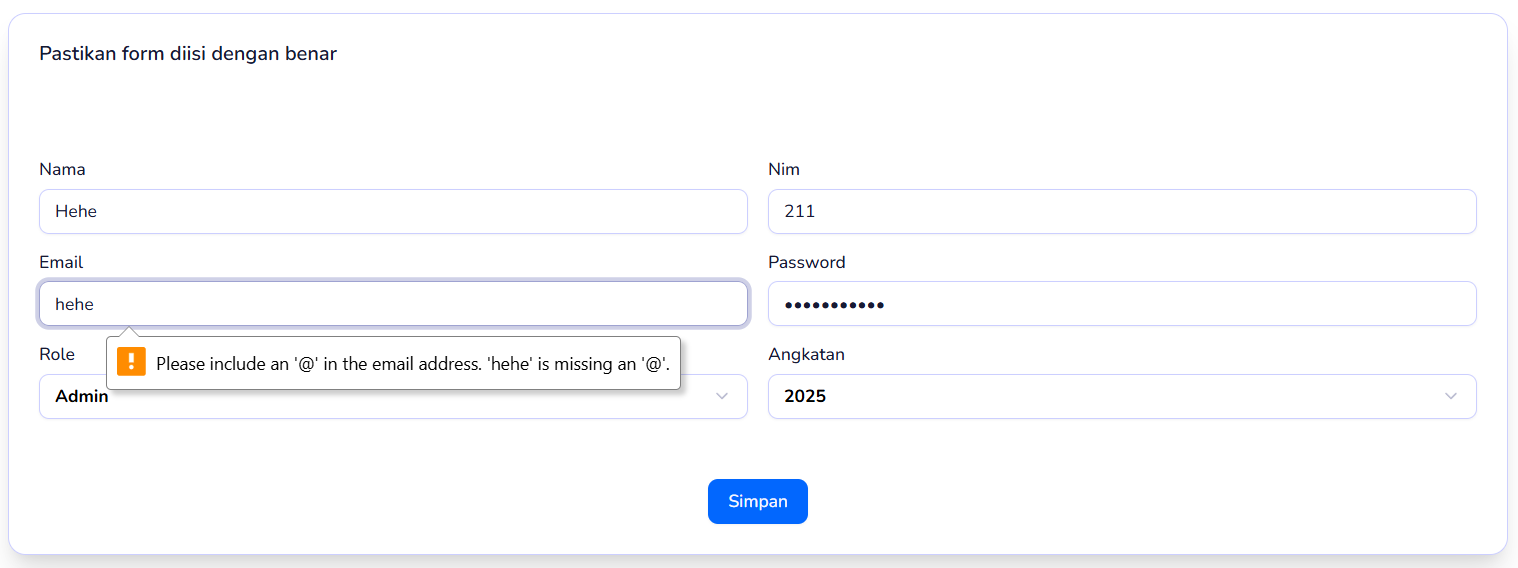 Pastikan form diisi dengan benar
Nama
Nim
Hehe
211
Email
Password
hehe
•••••••••••
Role
Please include an '@' in the email address. 'hehe' is missing an '@'.
Angkatan
Admin
2025
Simpan